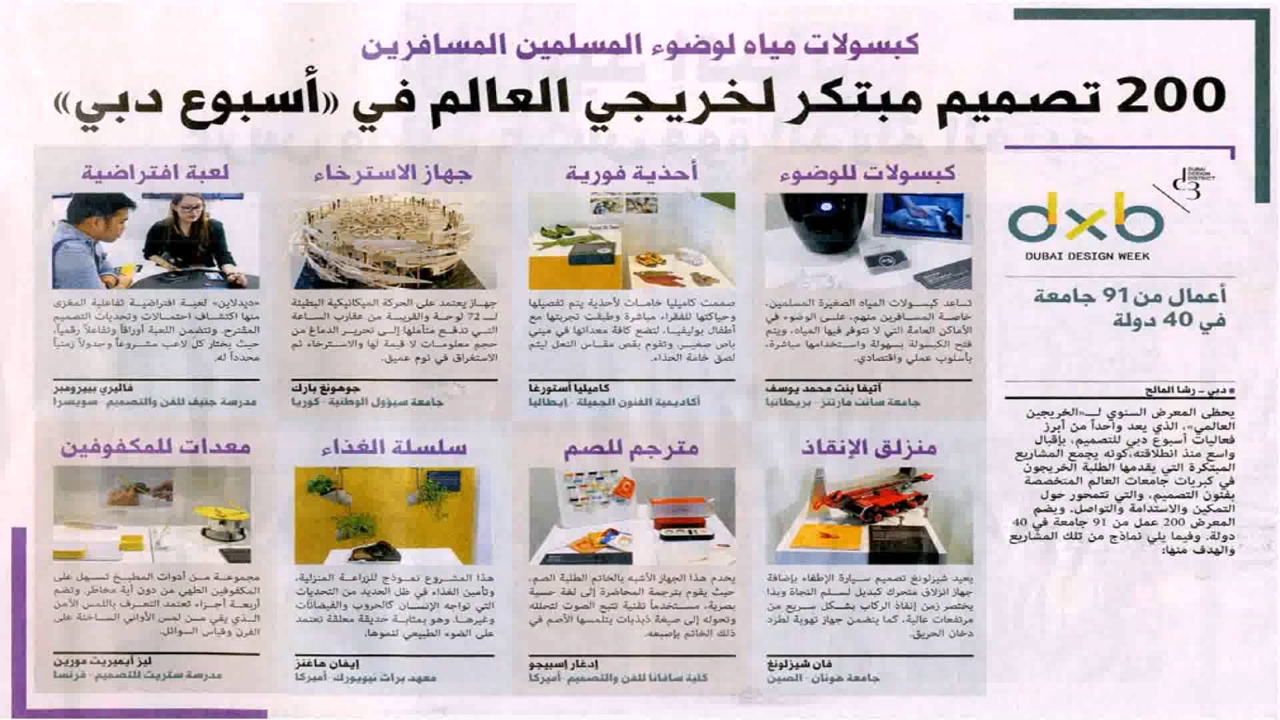 كبسولات مياه لوضوء المسلمين المسافرين
200 تصميم مبتكر لخريجي العالم في «أسبوع دبي»
DUBAI
DESIGN
DISTRICT
d3
dxb
DUBAI DESIGN WEEK
أعمال من 91 جامعة
في 40 دولة
دبي - رشا المالح
يحظى المعرض السنوي لـ«الخريجين
العالمي»، الذي يعد واحداً من أبرز
فعاليات أسبوع دبي للتصميم، بإقبال
واسع منذ انطلاقته،كونه يجمع المشاريع
المبتكرة التي يقدمها الطلبة الخريجون
في كبريات جامعات العالم المتخصصة
بفنون التصميم، والتي تتمحور حول
التمكين والاستدامة والتواصل. ويضم
المعرض 200 عمل من 91 جامعة في 40
دولة. وفيما يلي نماذج من تلك المشاريع
والهدف منها:
كبسولات للوضوء
تساعد كبسولات المياه الصغيرة المسلمين،
خاصة المسافرين منهم، على الوضوء في
الأماكن العامة التي لا تتوفر فيها المياه، ويتم
فتح الكبسولة بسهولة واستخدامها مباشرة،
بأسلوب عملي واقتصادي.
آتيفا بنت محمد يوسف
جامعة سانت مارتنز - بريطانيا
أحذية فورية
صممت كاميليا خامات لأحذية يتم تفصيلها
وحياكتها للفقراء مباشرة وطبقت تجربتها مع
أطفال بوليفيا، لتضع كافة معداتها في ميني
باص صغير، وتقوم بقص مقاس النعل ليتم
لصق خامة الحذاء.
كاميليا أستورغا
أكاديمية الفنون الجميلة - إيطاليا
جهاز الاسترخاء
جهاز يعتمد على الحركة الميكانيكية البطيئة
لـ 72 لوحة والقريبة من عقارب الساعة
التي تدفع متأملها إلى تحرير الدماغ من
حجم معلومات لا قيمة لها والاسترخاء ثم
الاستغراق في نوم عميق.
جوهونغ بارك
جامعة سيؤول الوطنية - كوريا
لعبة افتراضية
«ديدلاين» لعبة افتراضية تفاعلية المغزى
منها اكتشاف احتمالات وتحديات التصميم
المقترح. وتتضمن اللعبة أوراقاً وتفاعلاً رقمياً،
حيث يختار كل لاعب مشروعاً وجدولاً زمنياً
محدداً له.
فاليري بييرومبر
مدرسة جنيف للفن والتصميم - سويسرا
منزلق الإنقاذ
يعيد شيزلونغ تصميم سيارة الإطفاء بإضافة
جهاز انزلاق متحرك كبديل لسلم النجاة وبذا
يختصر زمن إنقاذ الركاب بشكل سريع من
مرتفعات عالية، كما يتضمن جهاز تهوية لطرد
دخان الحريق.
فان شيزلونغ
جامعة هونان - الصين
مترجم للصم
يخدم هذا الجهاز الأشبه بالخاتم الطلبة الصم،
حيث يقوم بترجمة المحاضرة إلى لغة حسية
بصرية، مستخدماً تقنية تتبع الصوت لتحلله
وتحوله إلى صيغة ذبذبات يتلمسها الأصم في
ذلك الخاتم بإصبعه.
إدغار إسبيجو
كلية سافانا للفن والتصميم - أميركا
سلسلة الغذاء
هذا المشروع نموذج للزراعة المنزلية،
وتأمين الغذاء في ظل العديد من التحديات
التي تواجه الإنسان كالحروب والفيضانات
وغيرها. وهو بمثابة حديقة معلقة تعتمد
على الضوء الطبيعي لنموها.
إيفان هاغنز
معهد برات نيويورك - أميركا
معدات للمكفوفين
مجموعة من أدوات المطبخ تسهل على
المكفوفين الطهي من دون أية مخاطر. وتضم
أربعة أجزاء تعتمد التعرف باللمس الآمن
الذي يقي من لمس الأواني الساخنة على
الفرن وقياس السوائل.
ليز أيميريت مورين
مدرسة ستريت للتصميم - فرنسا